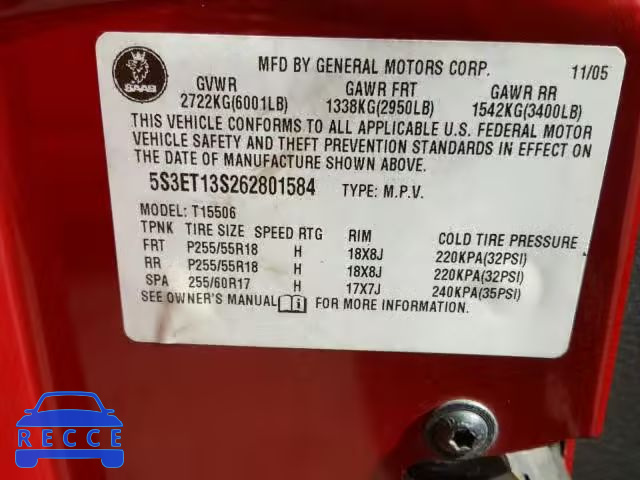 SAAB
MFD BY GENERAL MOTORS CORP. 11/05
GVWR GAWR FRT GAWR RR
2722KG(6001LB) 1338KG(2950LB) 1542KG(3400LB)
THIS VEHICLE CONFORMS TO ALL APPLICABLE U.S. FEDERAL MOTOR
VEHICLE SAFETY AND THEFT PREVENTION STANDARDS IN EFFECT ON
THE DATE OF MANUFACTURE SHOWN ABOVE.
5S3ET13S262801584 TYPE: M.P.V.
MODEL: T15506
TPNK TIRE SIZE SPEED RTG RIM COLD TIRE PRESSURE
FRT P255/55R18 H 18X8J 220KPA(32PSI)
RR P255/55R18 H 18X8J 220KPA(32PSI)
SPA 255/60R17 H 17X7J 240KPA(35PSI)
SEE OWNER'S MANUAL i FOR MORE INFORMATION.
RECCE